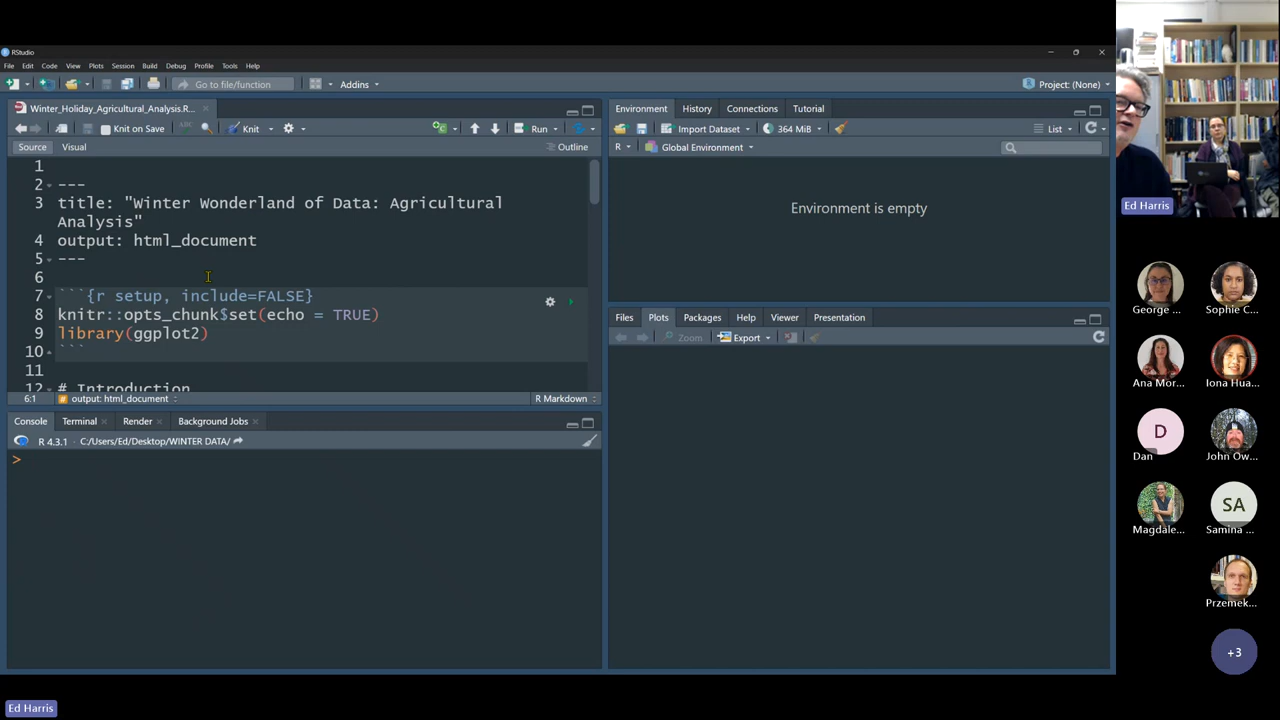 RStudio
File Edit Code View Plots Session Build Debug Profile Tools Help
Go to file/function
Addins
Project: (None)
Winter_Holiday_Agricultural_Analysis.R...
Knit on Save
ABC
Knit
Run
Source Visual
Outline
1
2 ---
3 title: "Winter Wonderland of Data: Agricultural
Analysis"
4 output: html_document
5 ---
6
7 ```{r setup, include=FALSE}
8 knitr::opts_chunk$set(echo = TRUE)
9 library(ggplot2)
10 ```
11
12 # Introduction
6:1 # output: html_document
R Markdown
Console Terminal Render Background Jobs
R 4.3.1 · C:/Users/Ed/Desktop/WINTER DATA/
>
Environment History Connections Tutorial
Import Dataset
364 MiB
List
R
Global Environment
Environment is empty
Files Plots Packages Help Viewer Presentation
Zoom
Export
Ed Harris
George ...
Sophie C...
Ana Mor...
Iona Hua...
D
Dan
John Ow...
Magdale...
SA
Samina ...
Przemek...
+3
Ed Harris